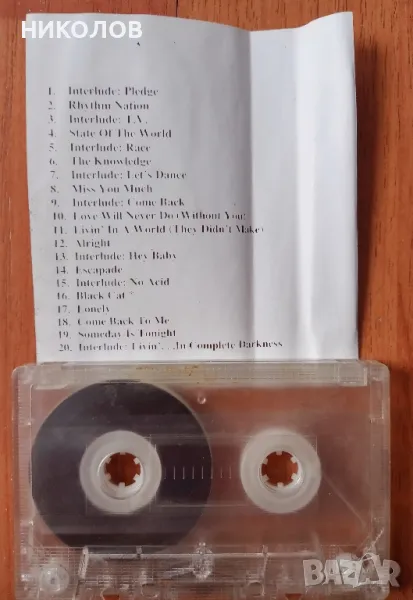 НИКОЛОВ
1. Interlude: Pledge
2. Rhythm Nation
3. Interlude: T.V.
4. State Of The World
5. Interlude: Race
6. The Knowledge
7. Interlude: Let's Dance
8. Miss You Much
9. Interlude: Come Back
10. Love Will Never Do (Without You)
11. Livin' In A World (They Didn't Make)
12. Alright
13. Interlude: Hey Baby
14. Escapade
15. Interlude: No Acid
16. Black Cat *
17. Lonely
18. Come Back To Me
19. Someday Is Tonight
20. Interlude: Livin'. . .In Complete Darkness
BAZAR